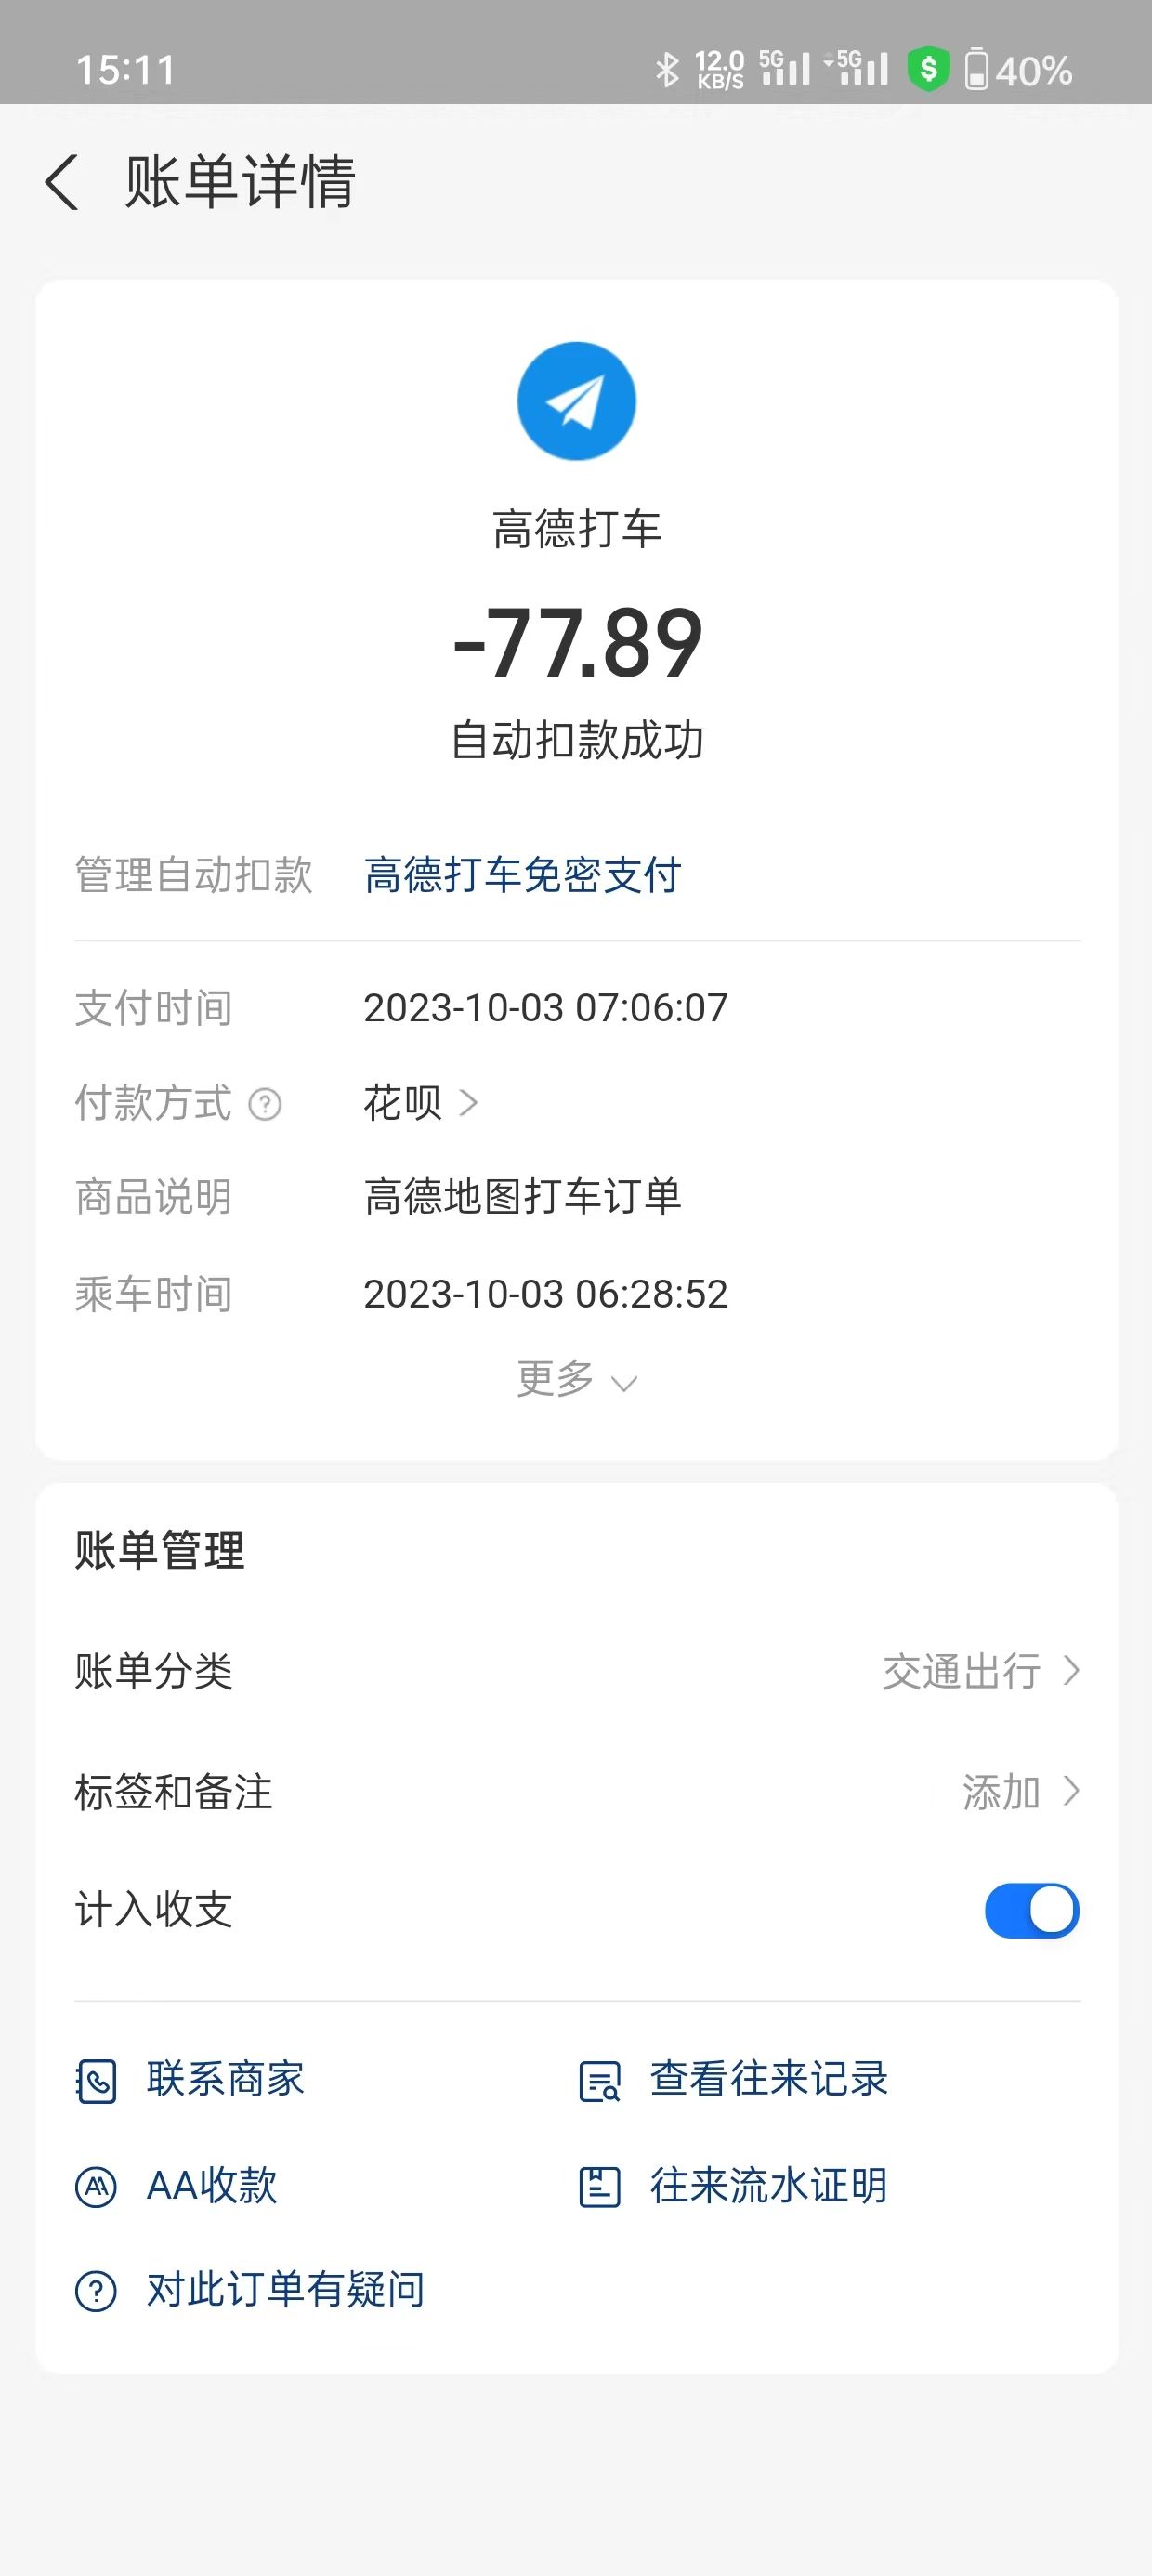 15:11
12.0
KB/S
5G
5G
40%
账单详情
高德打车
-77.89
自动扣款成功
管理自动扣款 高德打车免密支付
支付时间 2023-10-03 07:06:07
付款方式 ? 花呗
商品说明 高德地图打车订单
乘车时间 2023-10-03 06:28:52
更多
账单管理
账单分类 交通出行
标签和备注 添加
计入收支
联系商家 查看往来记录
AA收款 往来流水证明
对此订单有疑问